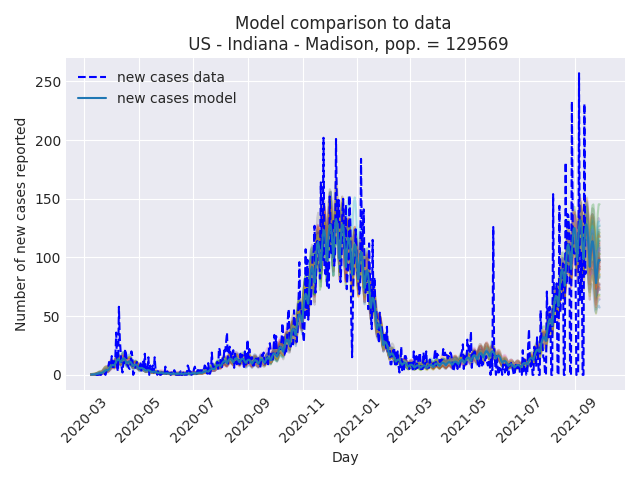 Model comparison to data
US - Indiana - Madison, pop. = 129569
new cases data
new cases model
Number of new cases reported
250
200
150
100
50
0
2020-03
2020-05
2020-07
2020-09
2020-11
2021-01
2021-03
2021-05
2021-07
2021-09
Day